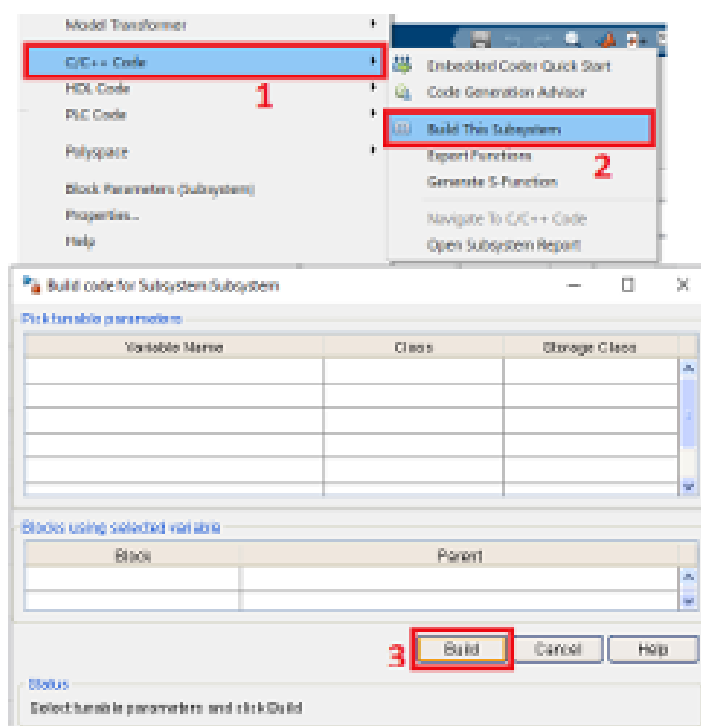 Model Transformer
C/C++ Code
1
HDL Code
PLC Code
Polyspace
Block Parameters (Subsystem)
Properties...
Help
Embedded Coder Quick Start
Code Generation Advisor
Build This Subsystem
2
Export Functions
Generate S-Function
Navigate To C/C++ Code
Open Subsystem Report
Build code for Subsystem:Subsystem
Pick tunable parameters
Variable Name Class Storage Class
Blocks using selected variable
Block Parent
3 Build Cancel Help
Status
Select tunable parameters and click Build